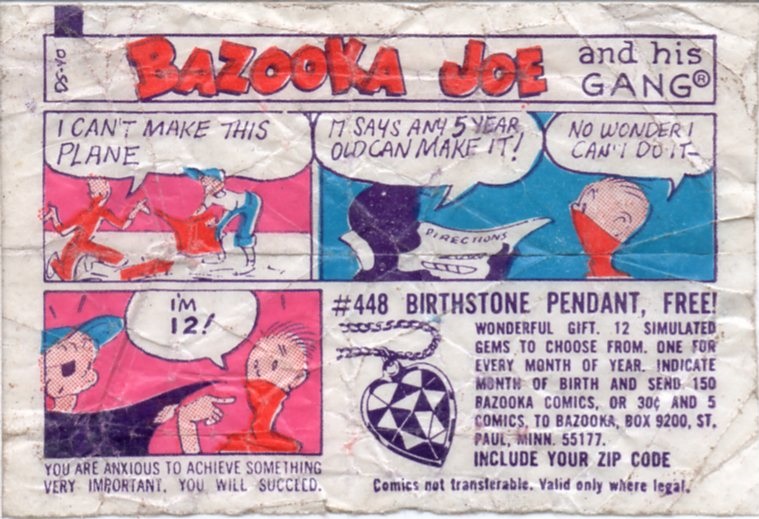 DS-40
BAZOOKA JOE
and his
GANG®
I CAN'T MAKE THIS
PLANE
IT SAYS ANY 5 YEAR
OLD CAN MAKE IT!
NO WONDER I
CAN'T DO IT-
DIRECTIONS
I'M
12!
YOU ARE ANXIOUS TO ACHIEVE SOMETHING
VERY IMPORTANT. YOU WILL SUCCEED.
#448 BIRTHSTONE PENDANT, FREE!
WONDERFUL GIFT. 12 SIMULATED
GEMS TO CHOOSE FROM. ONE FOR
EVERY MONTH OF YEAR. INDICATE
MONTH OF BIRTH AND SEND 150
BAZOOKA COMICS, OR 30¢ AND 5
COMICS, TO BAZOOKA, BOX 9200, ST.
PAUL, MINN. 55177.
INCLUDE YOUR ZIP CODE
Comics not transferable. Valid only where legal.